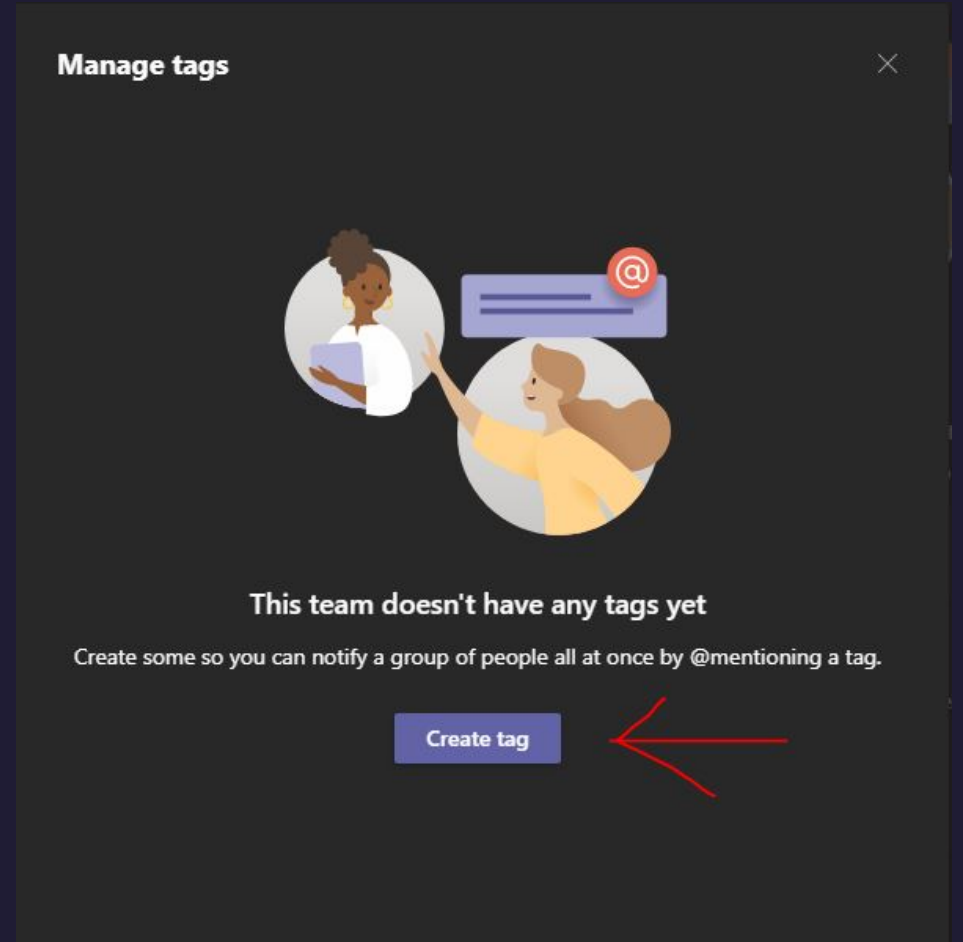 Manage tags
@
This team doesn't have any tags yet
Create some so you can notify a group of people all at once by @mentioning a tag.
Create tag